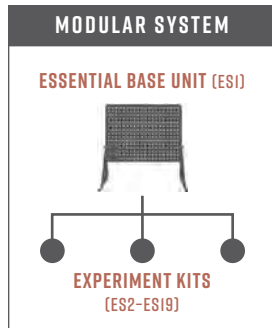 MODULAR SYSTEM
ESSENTIAL BASE UNIT (ES1)
EXPERIMENT KITS
(ES2-ES19)